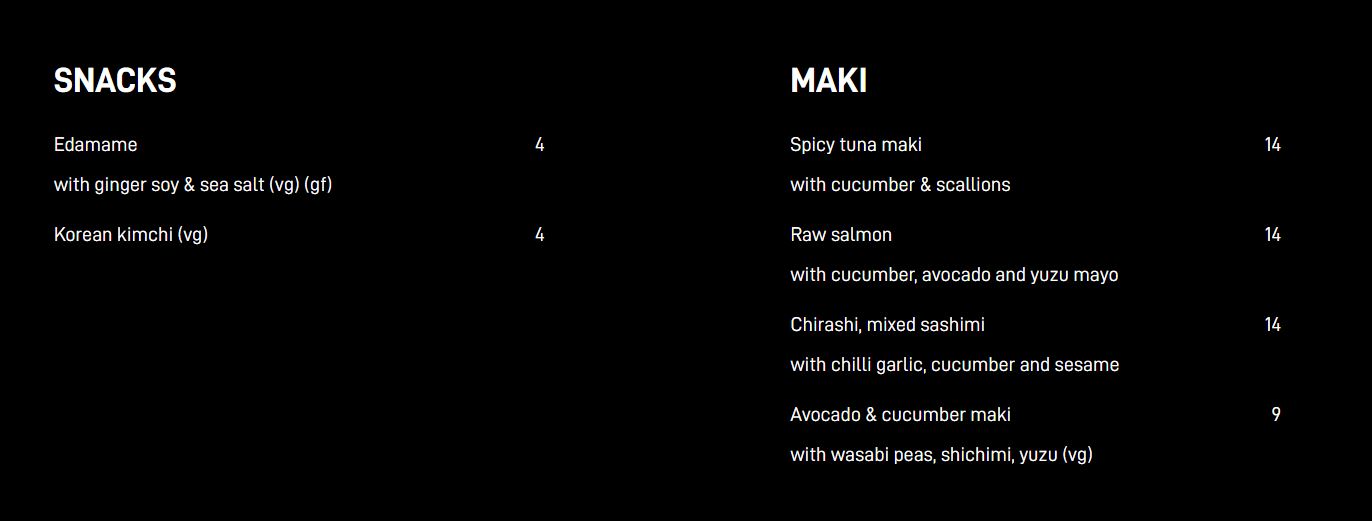 SNACKS
Edamame 4
with ginger soy & sea salt (vg) (gf)
Korean kimchi (vg) 4
MAKI
Spicy tuna maki 14
with cucumber & scallions
Raw salmon 14
with cucumber, avocado and yuzu mayo
Chirashi, mixed sashimi 14
with chilli garlic, cucumber and sesame
Avocado & cucumber maki 9
with wasabi peas, shichimi, yuzu (vg)